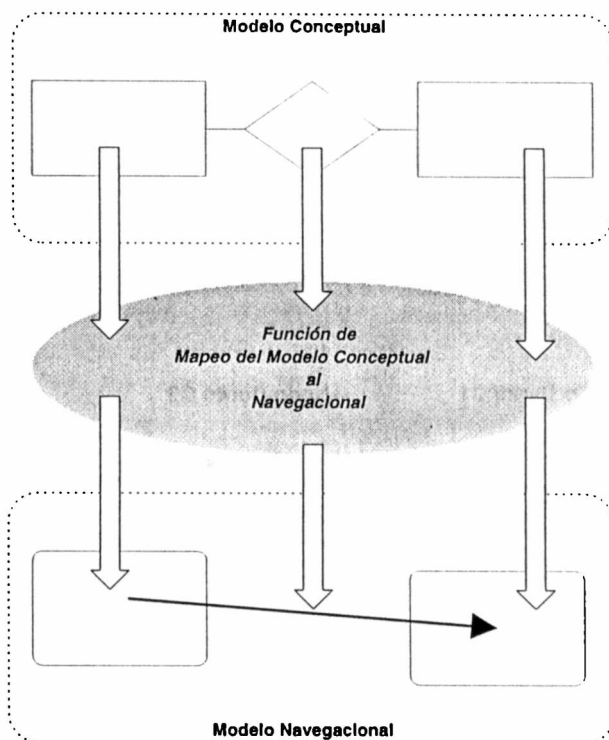 Modelo Conceptual
Función de
Mapeo del Modelo Conceptual
al
Navegacional
Modelo Navegacional